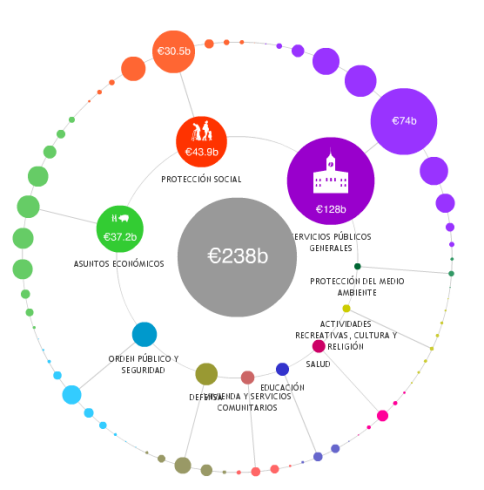 €30.5b
€74b
€43.9b
PROTECCIÓN SOCIAL
€128b
SERVICIOS PÚBLICOS
GENERALES
€37.2b
ASUNTOS ECONÓMICOS
€238b
PROTECCIÓN DEL MEDIO
AMBIENTE
ACTIVIDADES
RECREATIVAS, CULTURA Y
RELIGIÓN
ORDEN PÚBLICO Y
SEGURIDAD
SALUD
EDUCACIÓN
DEFENSA
VIVIENDA Y SERVICIOS
COMUNITARIOS